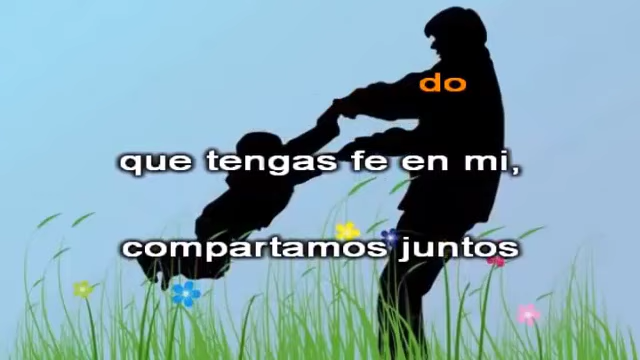 do
que tengas fe en mi,
compartamos juntos